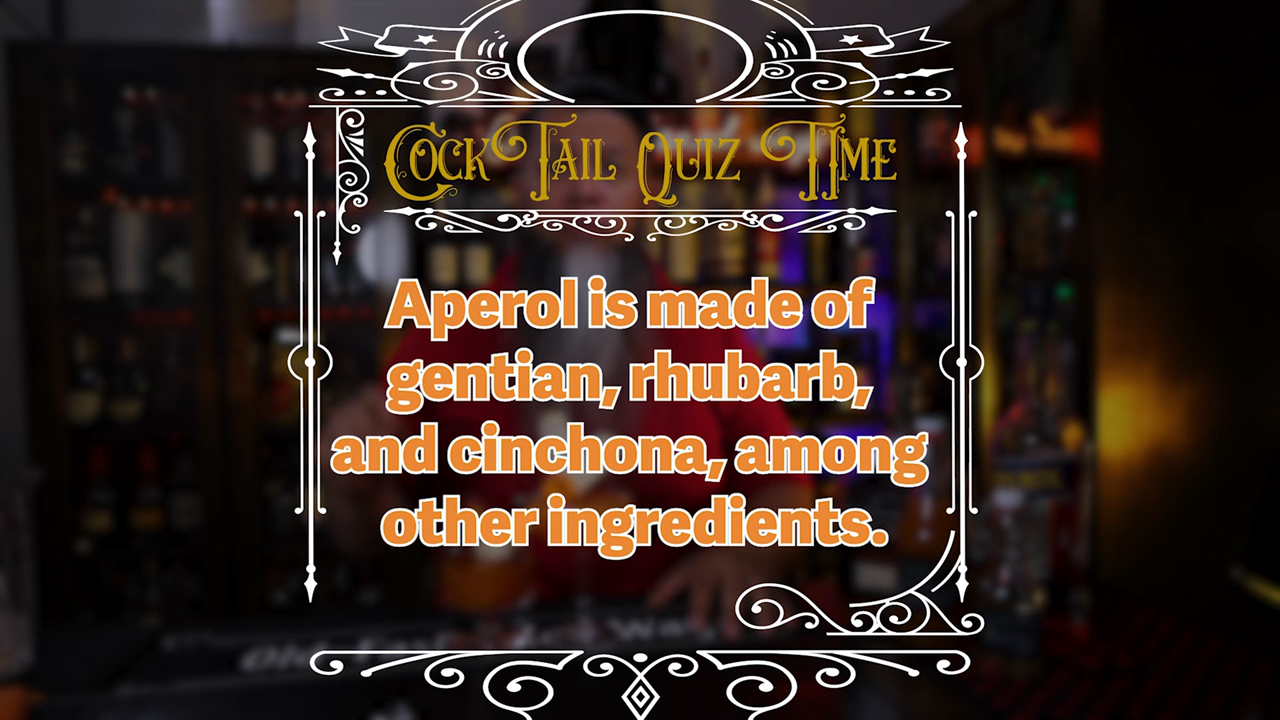 CockTail Quiz TIme
Aperol is made of
gentian, rhubarb,
and cinchona, among
other ingredients.